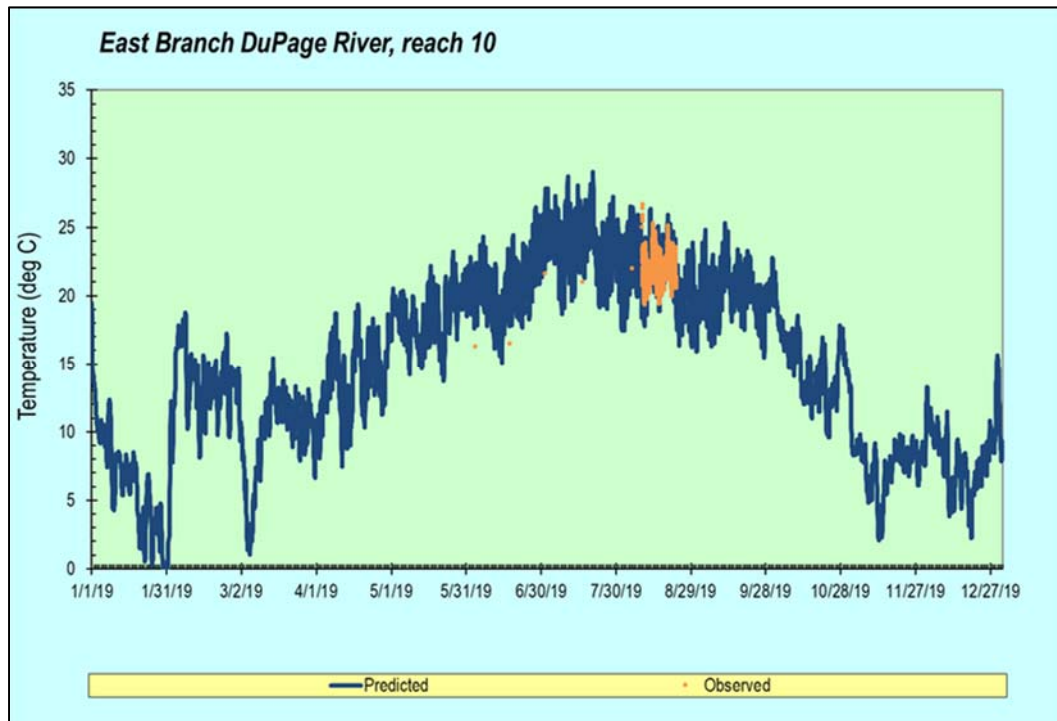 East Branch DuPage River, reach 10
Temperature (deg C)
35
30
25
20
15
10
5
0
1/1/19 1/31/19 3/2/19 4/1/19 5/1/19 5/31/19 6/30/19 7/30/19 8/29/19 9/28/19 10/28/19 11/27/19 12/27/19
Predicted Observed